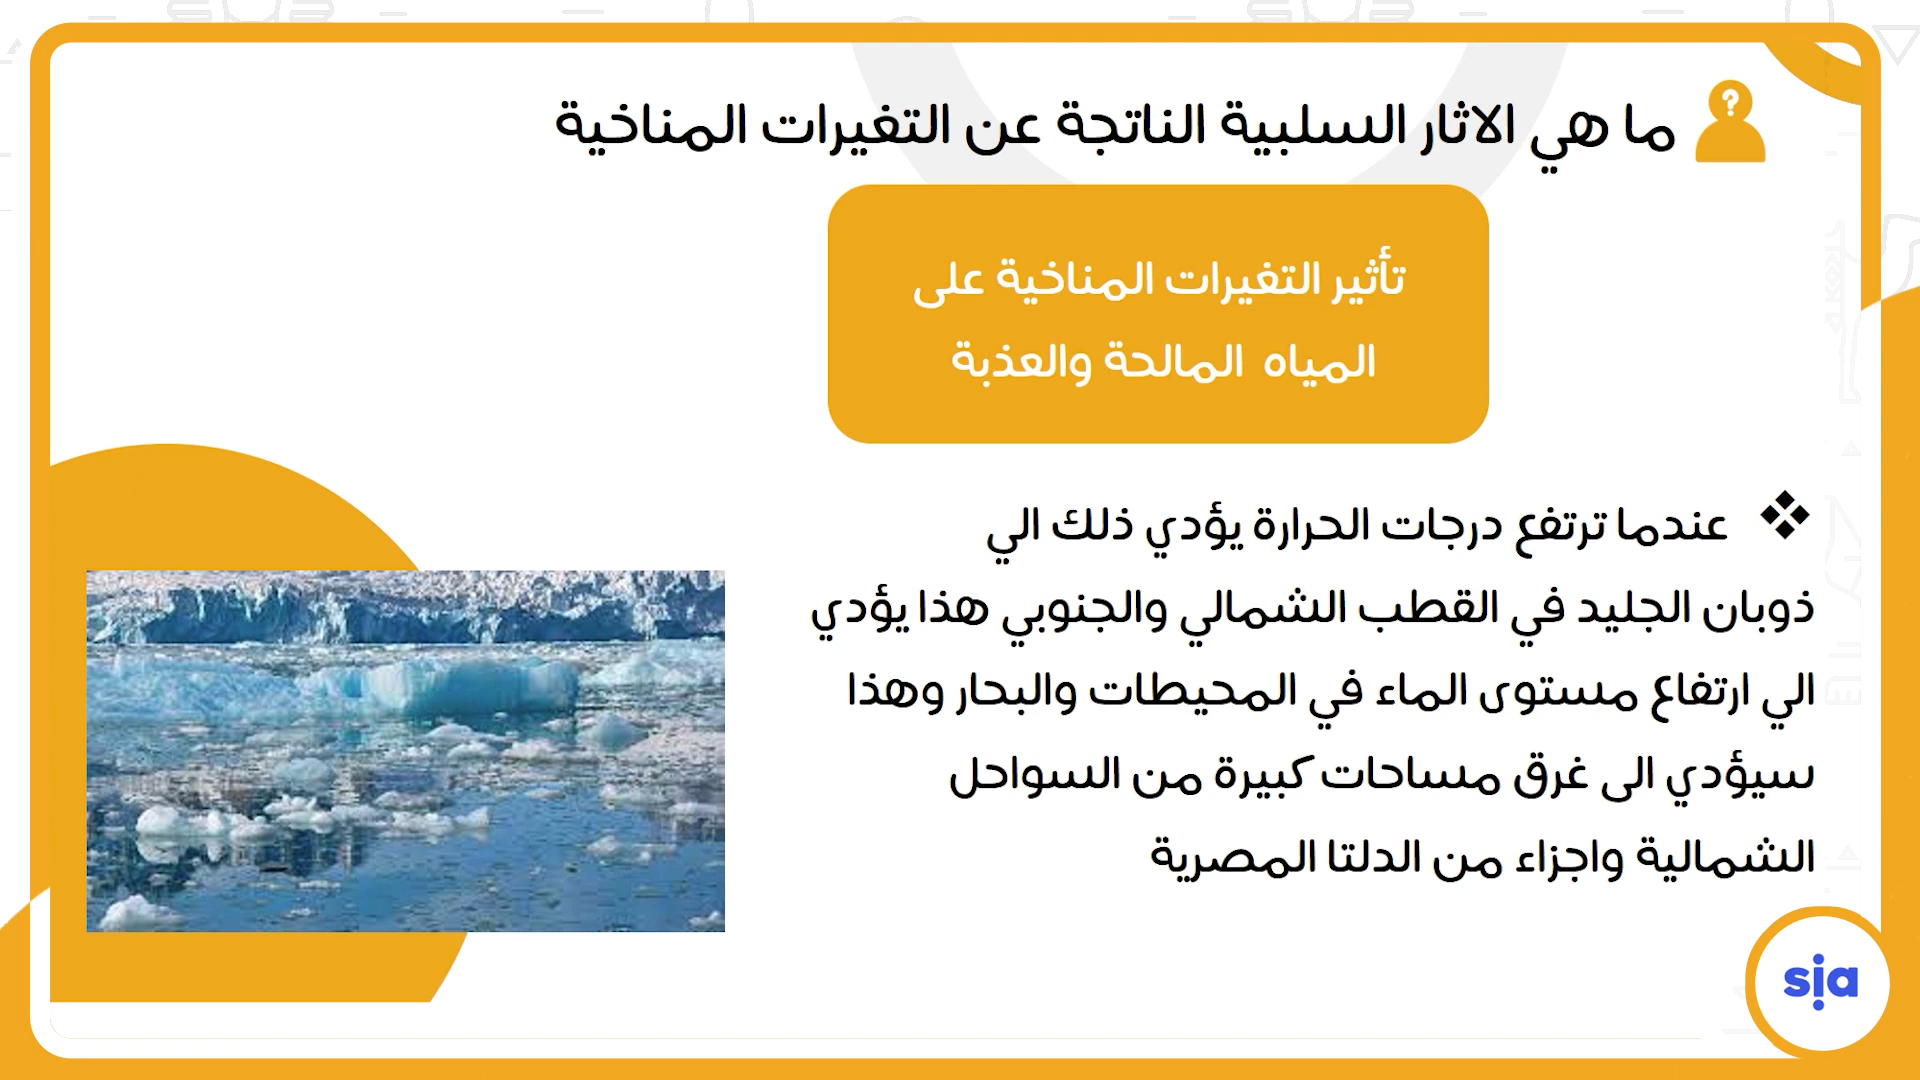 ما هي الاثار السلبية الناتجة عن التغيرات المناخية
تأثير التغيرات المناخية على
المياه المالحة والعذبة
❖ عندما ترتفع درجات الحرارة يؤدي ذلك الي
ذوبان الجليد في القطب الشمالي والجنوبي هذا يؤدي
الي ارتفاع مستوى الماء في المحيطات والبحار وهذا
سيؤدي الى غرق مساحات كبيرة من السواحل
الشمالية واجزاء من الدلتا المصرية
sia